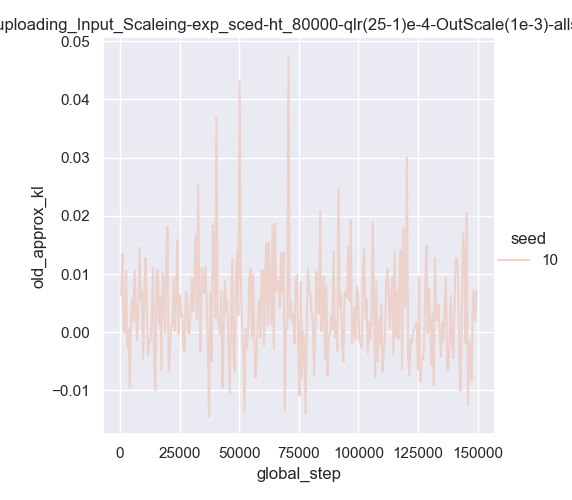 uploading_Input_Scaleing-exp_sced-ht_80000-qlr(25-1)e-4-OutScale(1e-3)-alls
0.05
0.04
0.03
0.02
0.01
0.00
−0.01
old_approx_kl
0 25000 50000 75000 100000 125000 150000
global_step
seed
10